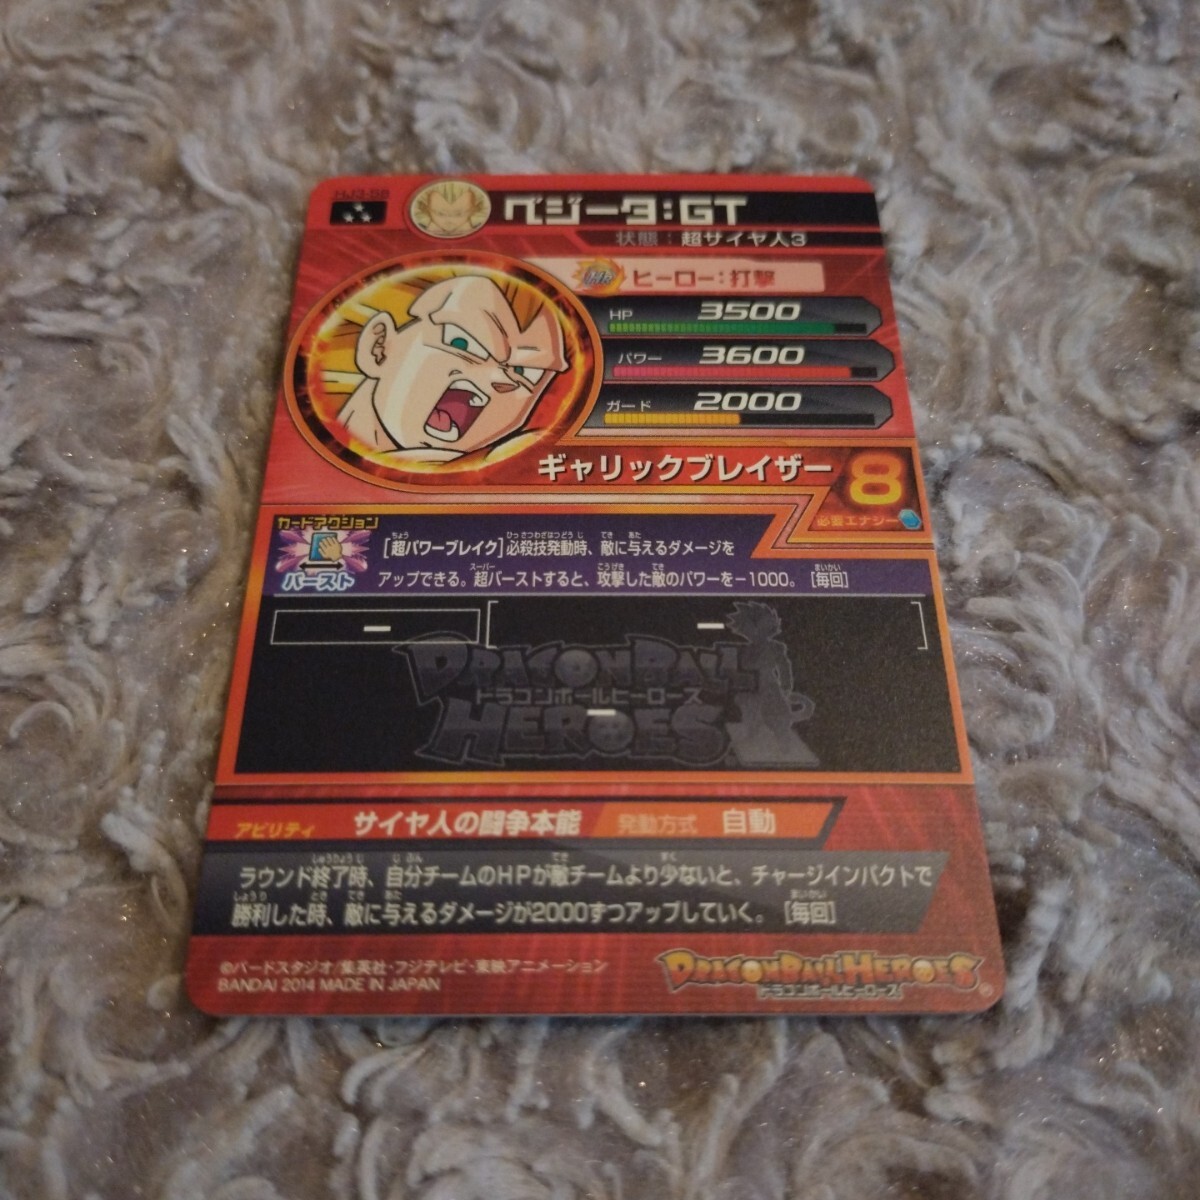 HJ3-58
ベジータ:GT
状態：超サイヤ人3
ヒーロー：打撃
HP 3500
パワー 3600
ガード 2000
ギャリックブレイザー
8
必要エナジー
カードアクション
バースト
[超パワーブレイク]必殺技発動時、敵に与えるダメージを
アップできる。超バーストすると、攻撃した敵のパワーを−1000。[毎回]
DRAGONBALL
ドラゴンボールヒーローズ
HEROES
アビリティ サイヤ人の闘争本能 発動方式 自動
ラウンド終了時、自分チームのHPが敵チームより少ないと、チャージインパクトで
勝利した時、敵に与えるダメージが2000ずつアップしていく。[毎回]
©バードスタジオ/集英社・フジテレビ・東映アニメーション
BANDAI 2014 MADE IN JAPAN
DRAGONBALL HEROES
ドラゴンボールヒーローズ